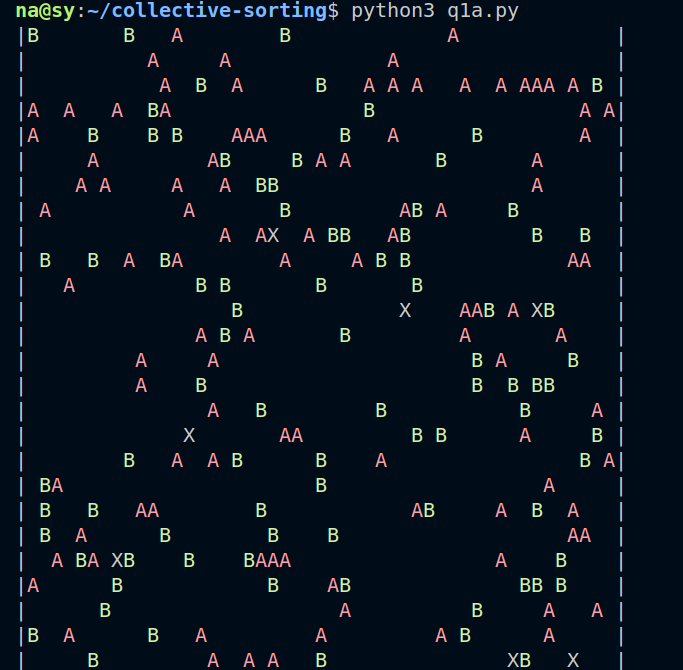 na@sy:~/collective-sorting$ python3 q1a.py
|B       B   A        B             A             |
|          A     A             A                  |
|           A  B  A      B   A A A   A  A AAA A B |
|A  A   A  BA                B                 A A|
|A    B    B B    AAA      B   A      B        A  |
|     A         AB     B A A       B       A      |
|    A A     A   A  BB                     A      |
| A           A       B         AB A     B        |
|                A  AX  A BB   AB          B   B  |
| B   B  A  BA        A     A B B             AA  |
|   A          B B       B       B                |
|                 B             X    AAB A XB     |
|              A B A       B         A       A    |
|         A     A                     B A     B   |
|         A    B                      B  B BB     |
|               A   B         B           B     A |
|             X       AA         B B      A     B |
|        B   A  A B      B    A                B A|
| BA                     B                  A     |
| B   B   AA        B            AB     A  B  A   |
| B  A      B        B    B                   AA  |
|  A BA XB    B    BAAA                 A    B    |
|A      B            B    AB              BB B    |
|      B                   A          B     A   A |
|B  A      B   A         A         A B      A     |
|     B         A  A A   B               XB   X   |